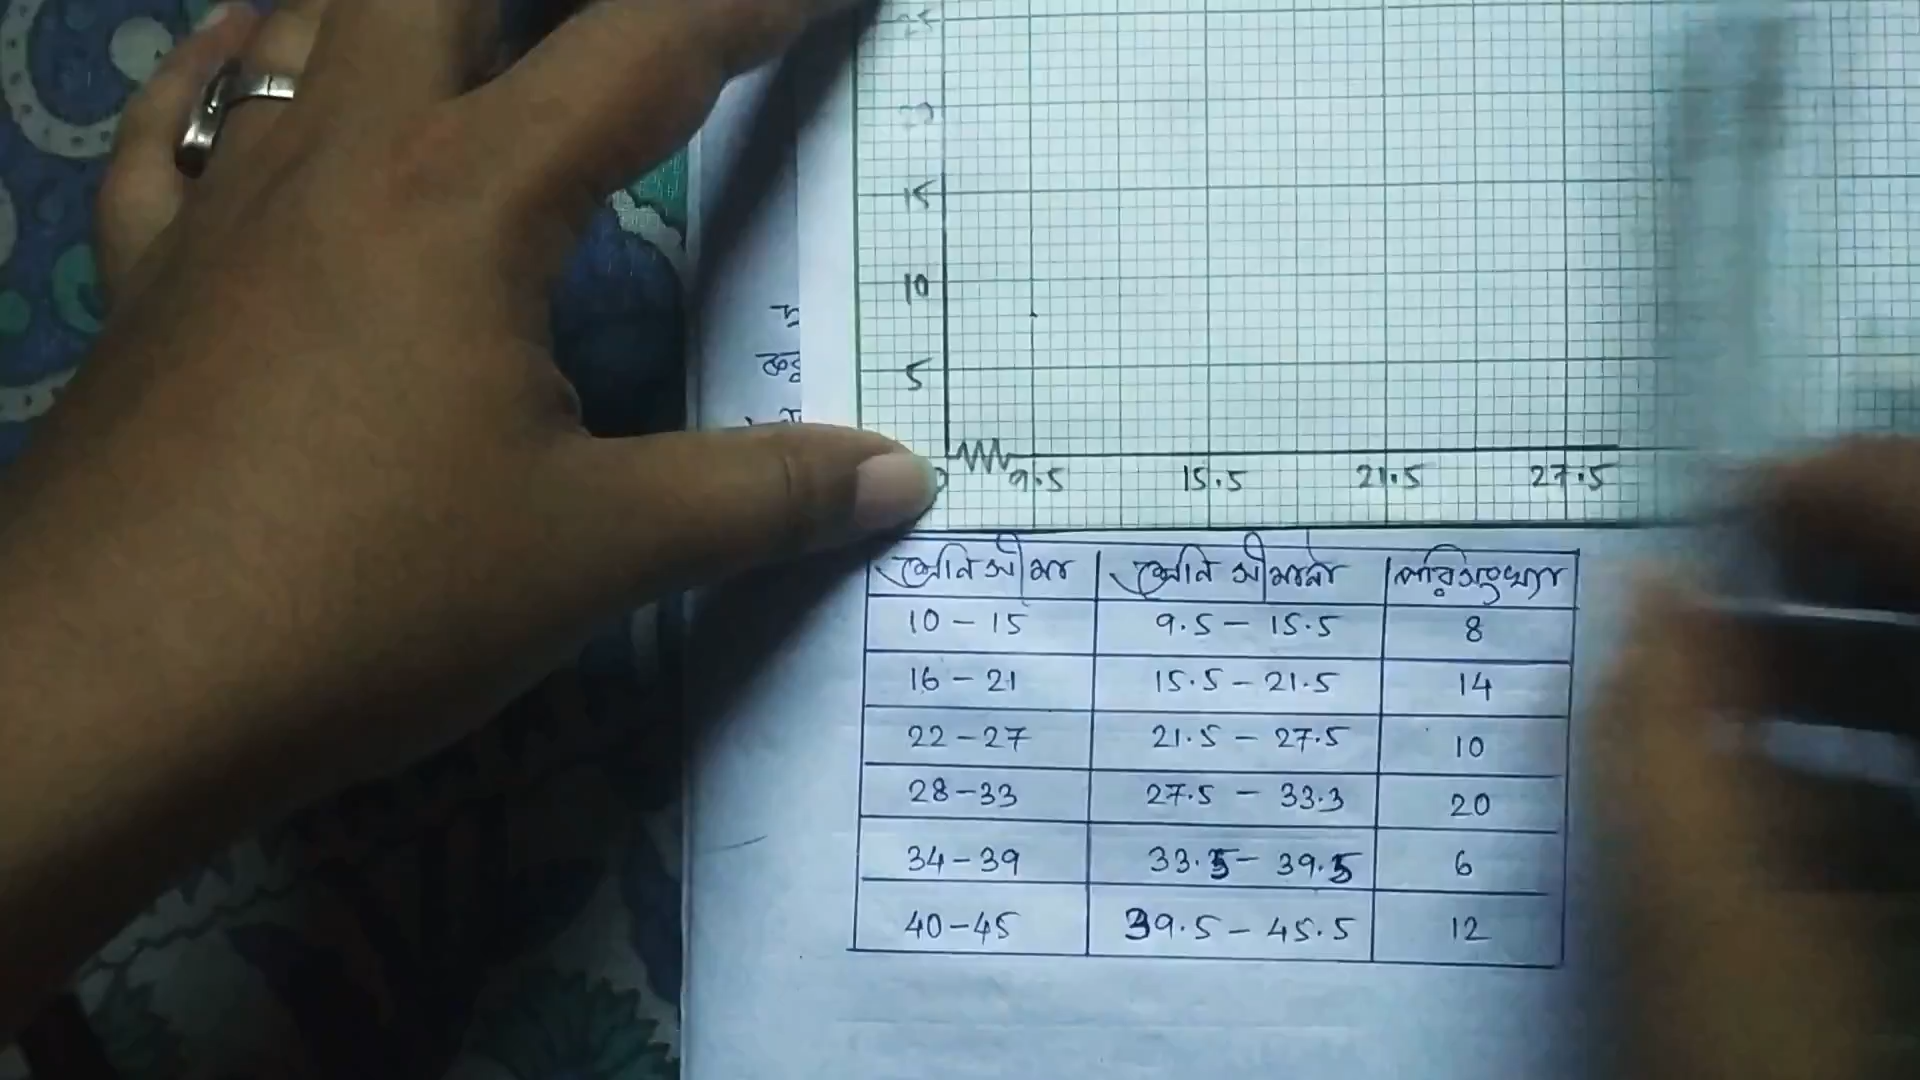 25
15
10
5
9.5 15.5 21.5 27.5
শ্রেনি সীমা শ্রেনি সীমানা পরিসংখ্যা
10 - 15 9.5 - 15.5 8
16 - 21 15.5 - 21.5 14
22 - 27 21.5 - 27.5 10
28 - 33 27.5 - 33.3 20
34 - 39 33.5 - 39.5 6
40 - 45 39.5 - 45.5 12